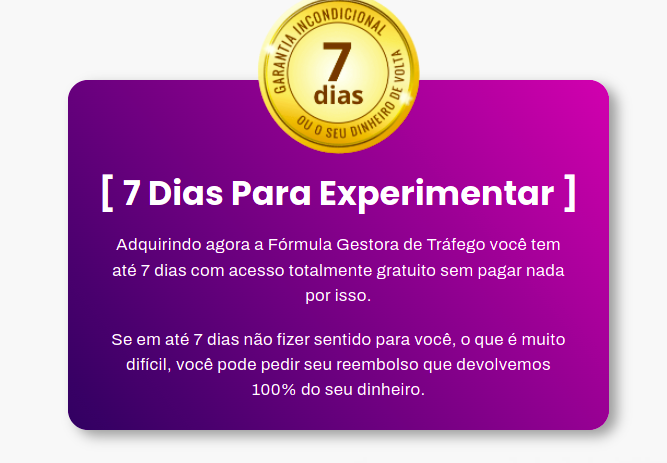 GARANTIA INCONDICIONAL
7
dias
OU O SEU DINHEIRO DE VOLTA
[ 7 Dias Para Experimentar ]
Adquirindo agora a Fórmula Gestora de Tráfego você tem
até 7 dias com acesso totalmente gratuito sem pagar nada
por isso.
Se em até 7 dias não fizer sentido para você, o que é muito
difícil, você pode pedir seu reembolso que devolvemos
100% do seu dinheiro.